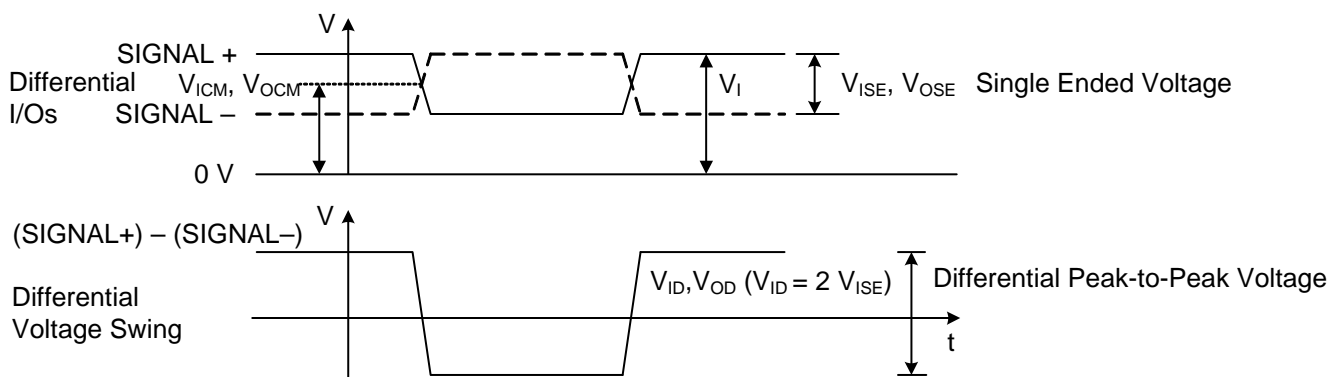 V
SIGNAL +
Differential V_ICM, V_OCM V_I V_ISE, V_OSE Single Ended Voltage
I/Os SIGNAL –
0 V
V
(SIGNAL+) – (SIGNAL–)
V_ID,V_OD (V_ID = 2 V_ISE) Differential Peak-to-Peak Voltage
Differential
Voltage Swing
t